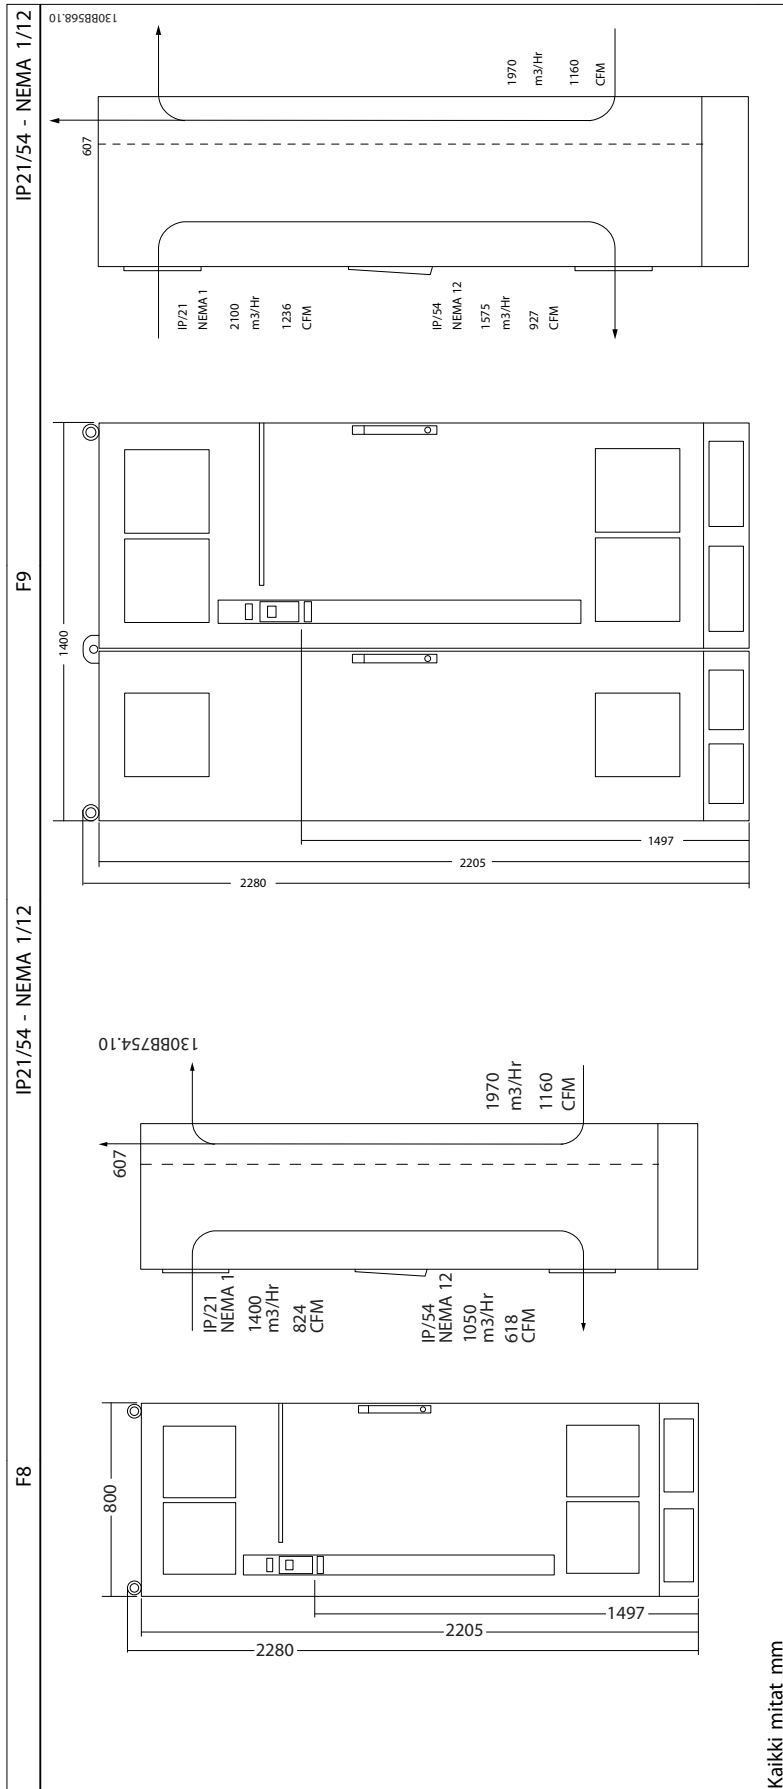 F8
IP21/54 - NEMA 1/12
F9
IP21/54 - NEMA 1/12
800
2280
2205
1497
IP/21
NEMA 1
1400
m3/Hr
824
CFM
IP/54
NEMA 12
1050
m3/Hr
618
CFM
607
1970
m3/Hr
1160
CFM
130BB754.10
1400
2280
2205
1497
IP/21
NEMA 1
2100
m3/Hr
1236
CFM
IP/54
NEMA 12
1575
m3/Hr
927
CFM
607
1970
m3/Hr
1160
CFM
130BB568.10
Kaikki mitat mm